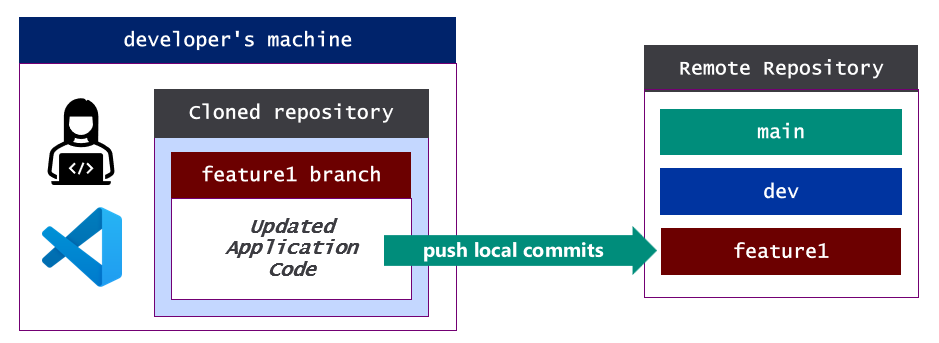 developer's machine
Cloned repository
feature1 branch
Updated
Application
Code
</>
push local commits
Remote Repository
main
dev
feature1